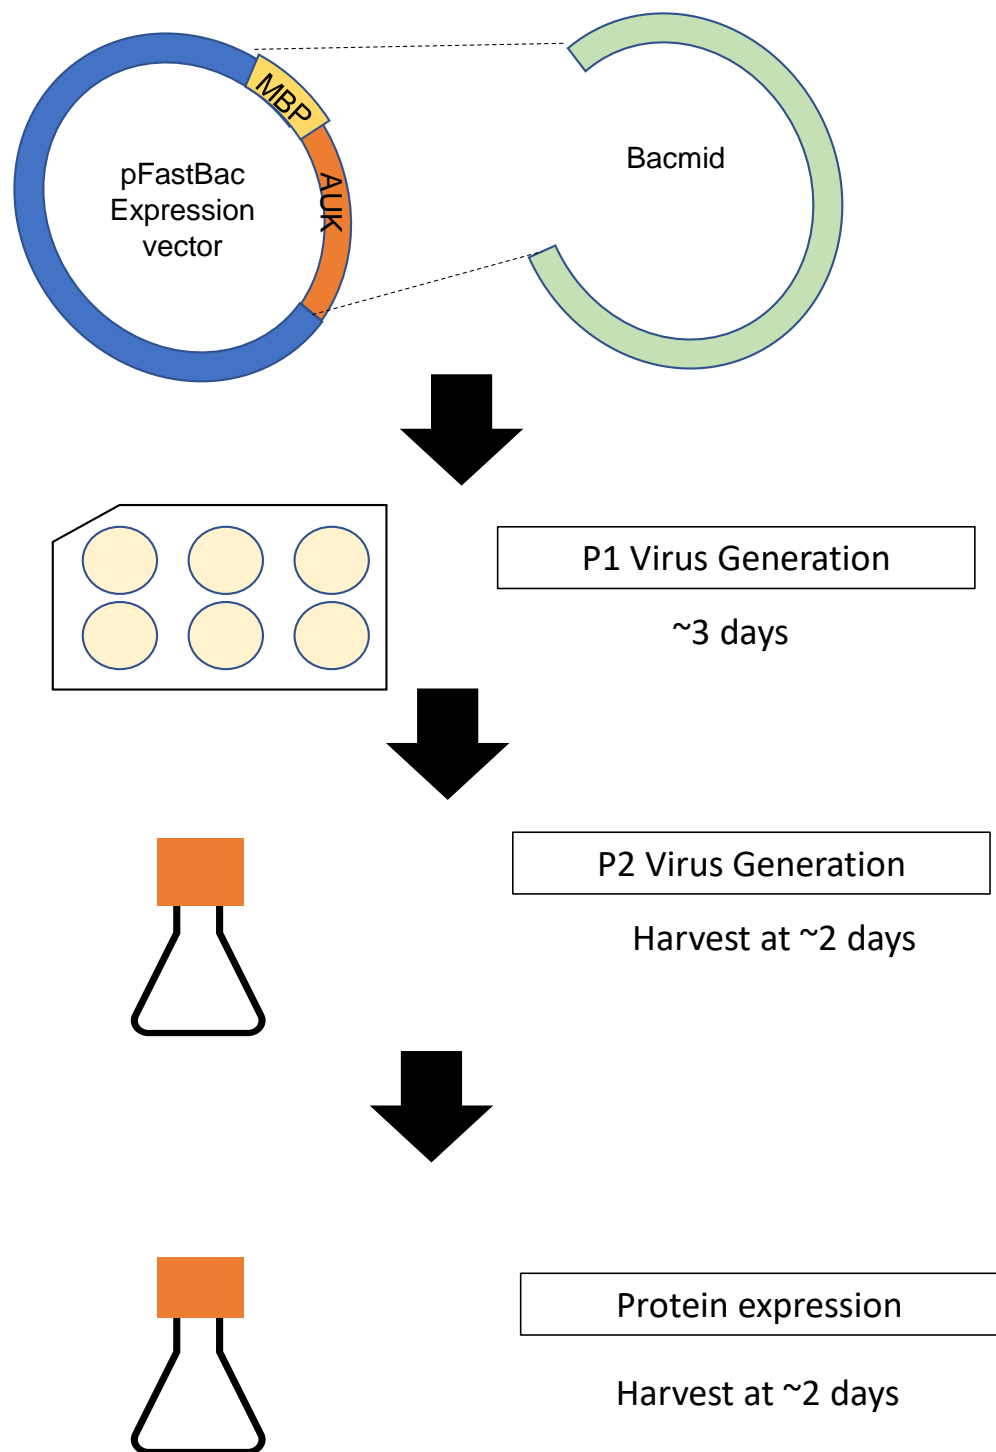 MBP
AUK
pFastBac
Expression
vector
Bacmid
P1 Virus Generation
~3 days
P2 Virus Generation
Harvest at ~2 days
Protein expression
Harvest at ~2 days